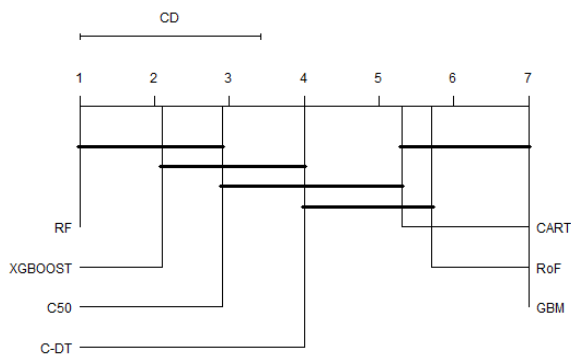 CD
1 2 3 4 5 6 7
RF CART
XGBOOST RoF
C50 GBM
C-DT